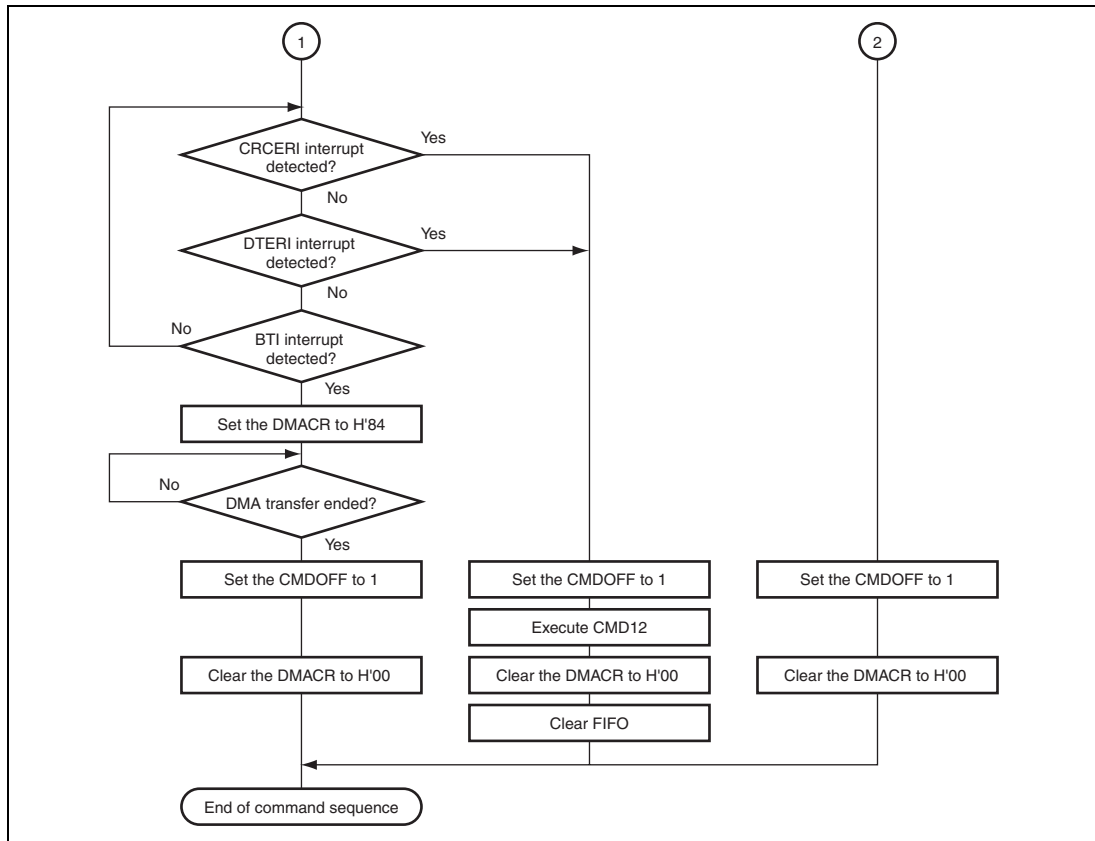 1
2
CRCERI interrupt
detected?
Yes
No
DTERI interrupt
detected?
Yes
No
No
BTI interrupt
detected?
Yes
Set the DMACR to H'84
No
DMA transfer ended?
Yes
Set the CMDOFF to 1
Set the CMDOFF to 1
Set the CMDOFF to 1
Execute CMD12
Clear the DMACR to H'00
Clear the DMACR to H'00
Clear the DMACR to H'00
Clear FIFO
End of command sequence